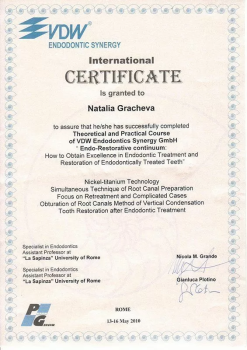 VDW®
ENDODONTIC SYNERGY
International
CERTIFICATE
Is granted to
Natalia Gracheva
to assure that he/she has successfully completed
Theoretical and Practical Course
of VDW Endodontics Synergy GmbH
" Endo-Restorative continuum:
How to Obtain Excellence in Endodontic Treatment and
Restoration of Endodontically Treated Teeth"
Nickel-titanium Technology
Simultaneous Technique of Root Canal Preparation
Focus on Retreatment and Complicated Cases
Obturation of Root Canals Method of Vertical Condensation
Tooth Restoration after Endodontic Treatment
Specialist in Endodontics
Assistant Professor at
"La Sapinza" University of Rome
Nicola M. Grande
Specialist in Endodontics
Assistant Professor at
"La Sapinza" University of Rome
Gianluca Plotino
PG
ROME
13-16 May 2010